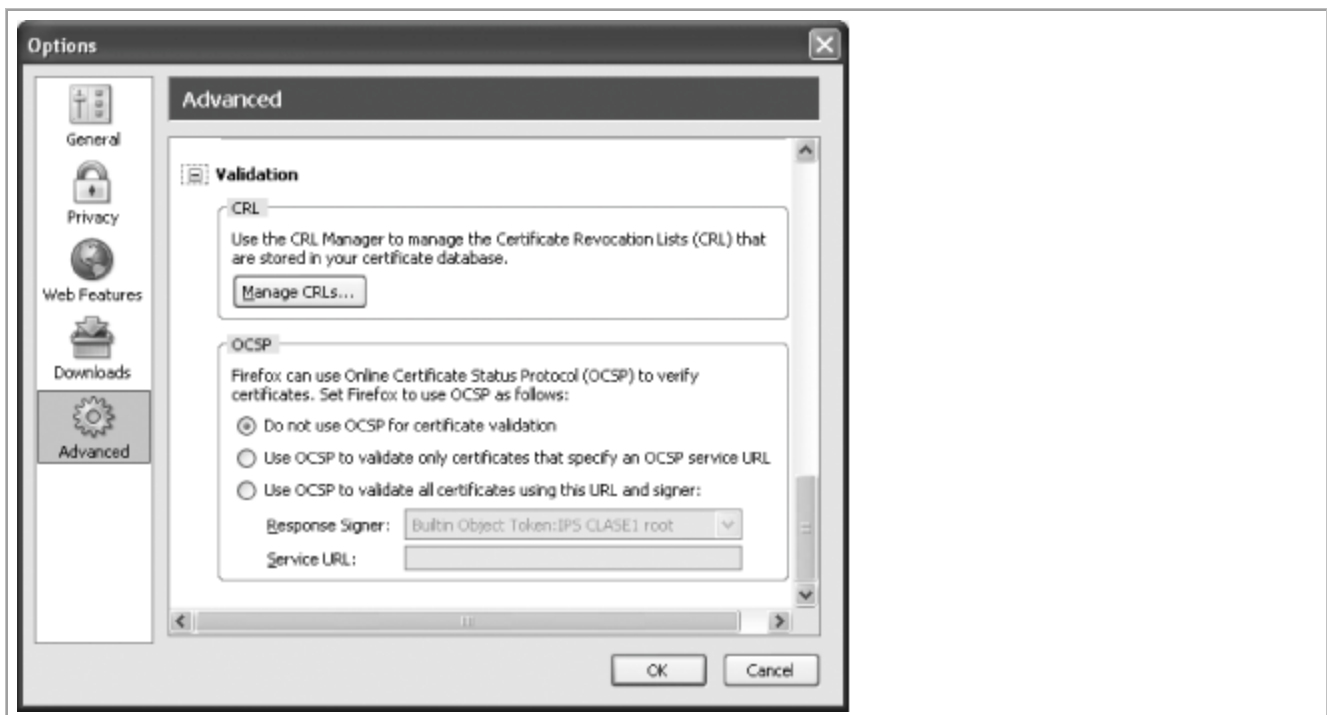 Options
General
Privacy
Web Features
Downloads
Advanced
Advanced
Validation
CRL
Use the CRL Manager to manage the Certificate Revocation Lists (CRL) that
are stored in your certificate database.
Manage CRLs...
OCSP
Firefox can use Online Certificate Status Protocol (OCSP) to verify
certificates. Set Firefox to use OCSP as follows:
Do not use OCSP for certificate validation
Use OCSP to validate only certificates that specify an OCSP service URL
Use OCSP to validate all certificates using this URL and signer:
Response Signer: Builtin Object Token:IPS CLASE1 root
Service URL:
OK Cancel